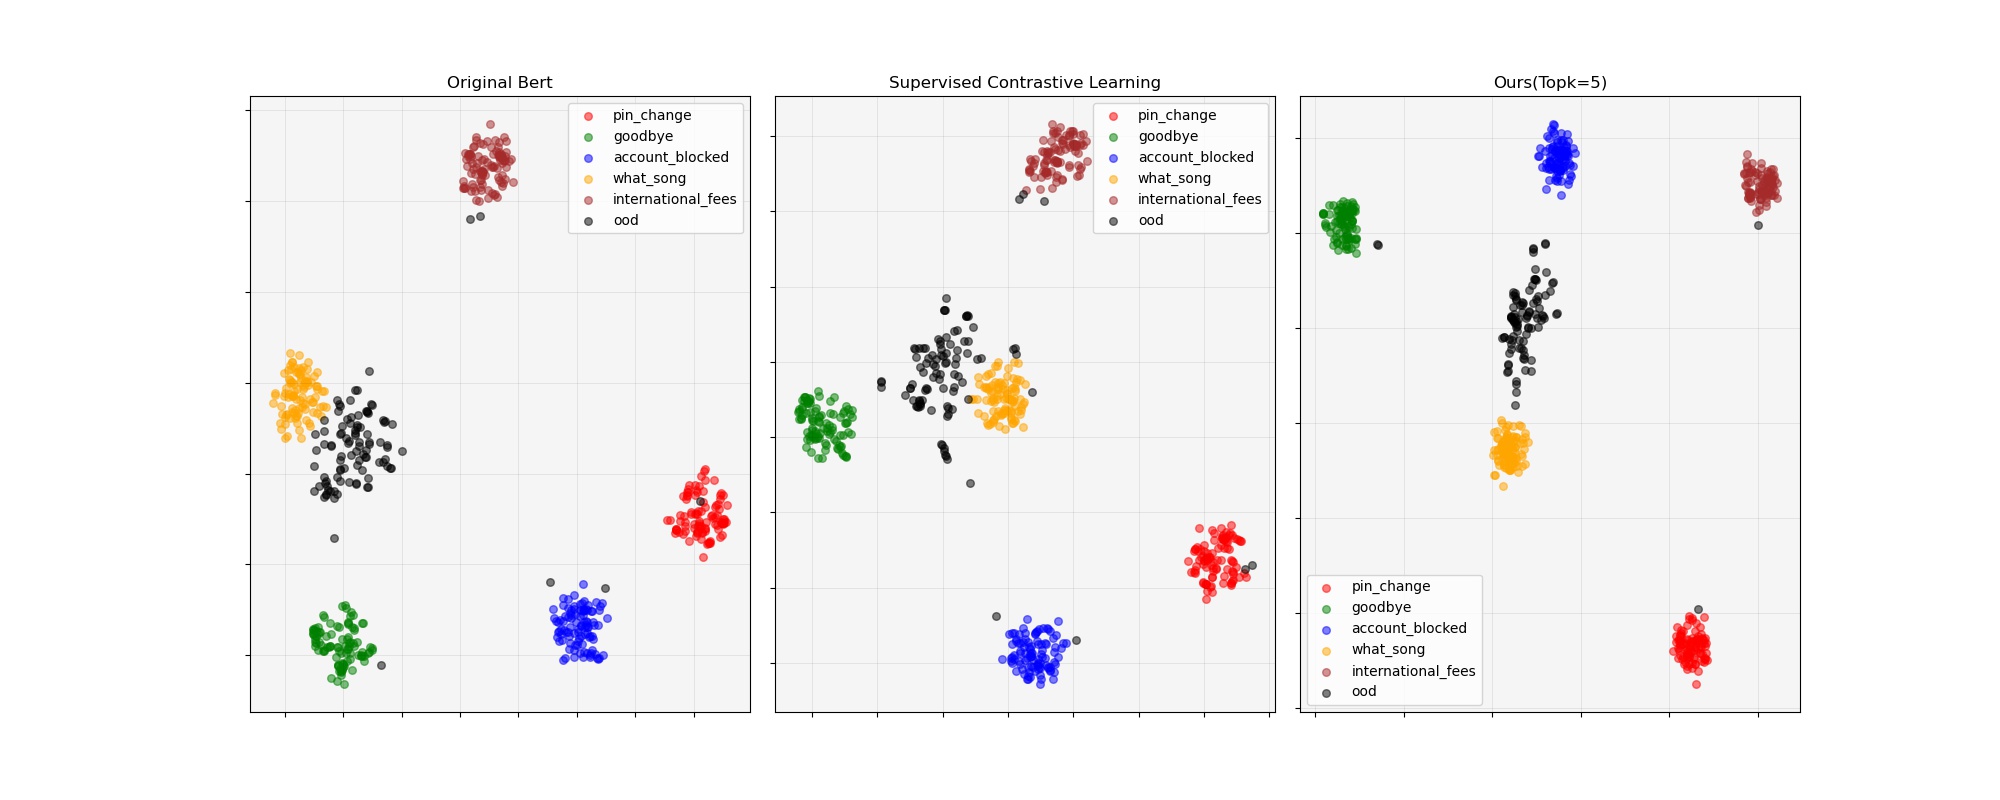 Original Bert
pin_change
goodbye
account_blocked
what_song
international_fees
ood
Supervised Contrastive Learning
pin_change
goodbye
account_blocked
what_song
international_fees
ood
Ours(Topk=5)
pin_change
goodbye
account_blocked
what_song
international_fees
ood